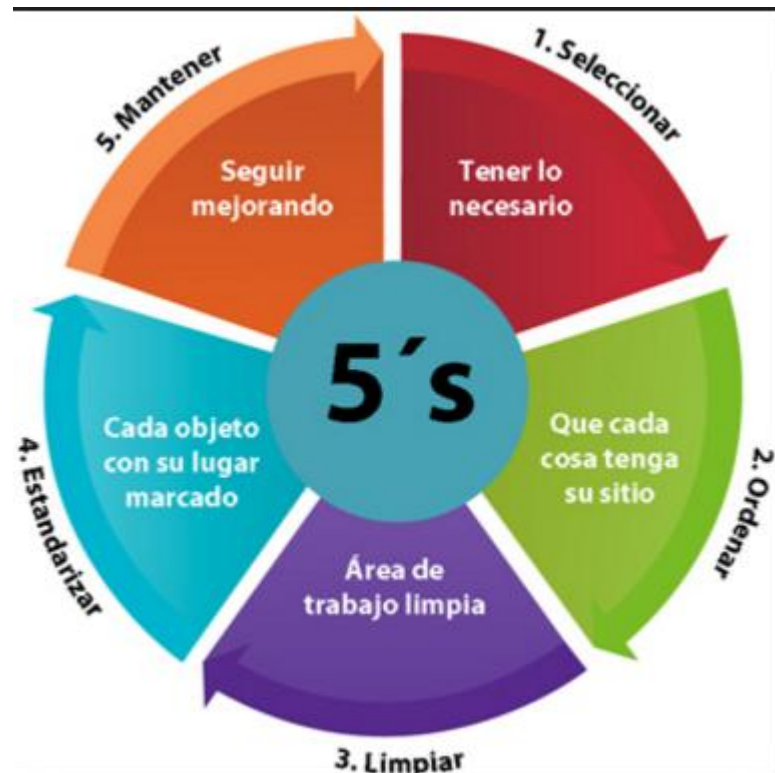 5´s
1. Seleccionar
Tener lo
necesario
2. Ordenar
Que cada
cosa tenga
su sitio
3. Limpiar
Área de
trabajo limpia
4. Estandarizar
Cada objeto
con su lugar
marcado
5. Mantener
Seguir
mejorando